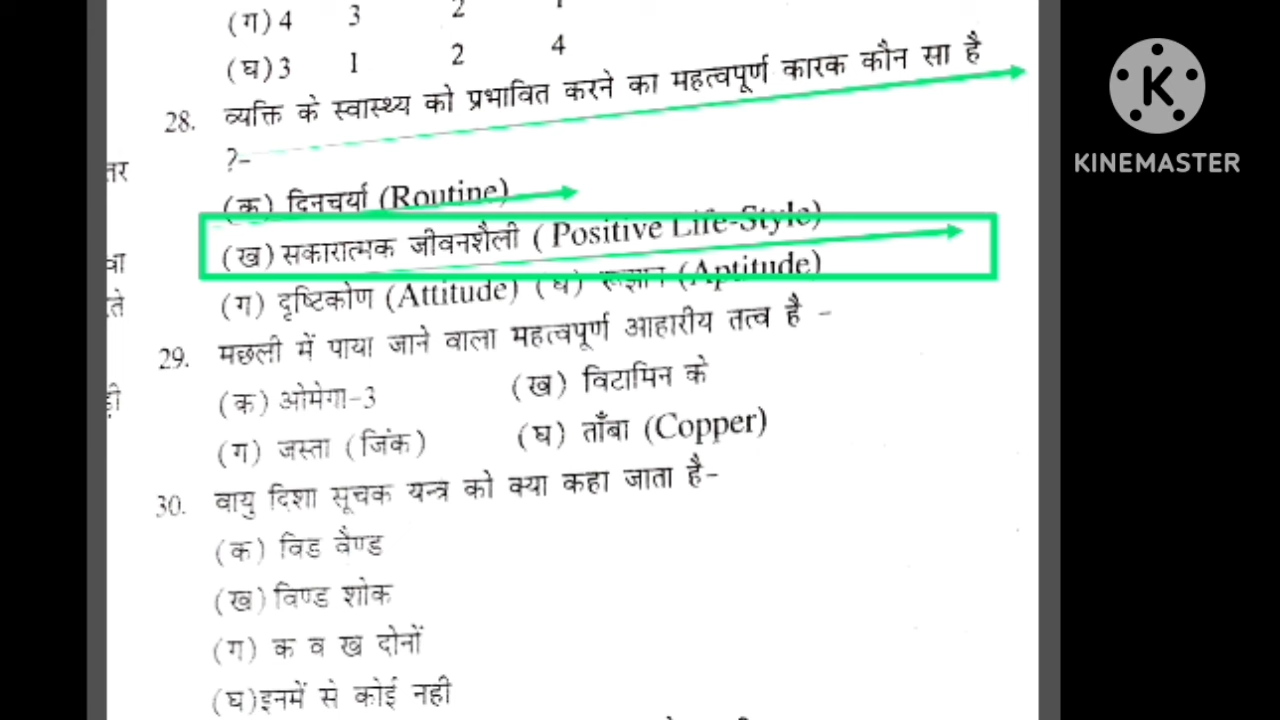 (ग) 4 3 2
(घ) 3 1 2 4
28. व्यक्ति के स्वास्थ्य को प्रभावित करने का महत्वपूर्ण कारक कौन सा है
?-
(क) दिनचर्या (Routine)
(ख) सकारात्मक जीवनशैली ( Positive Life-Style)
(ग) दृष्टिकोण (Attitude) (घ) रूझान (Aptitude)
29. मछली में पाया जाने वाला महत्वपूर्ण आहारीय तत्व है -
(क) ओमेगा-3 (ख) विटामिन के
(ग) जस्ता (जिंक) (घ) ताँबा (Copper)
30. वायु दिशा सूचक यन्त्र को क्या कहा जाता है-
(क) विड वैण्ड
(ख) विण्ड शोक
(ग) क व ख दोनों
(घ) इनमें से कोई नही
KINEMASTER